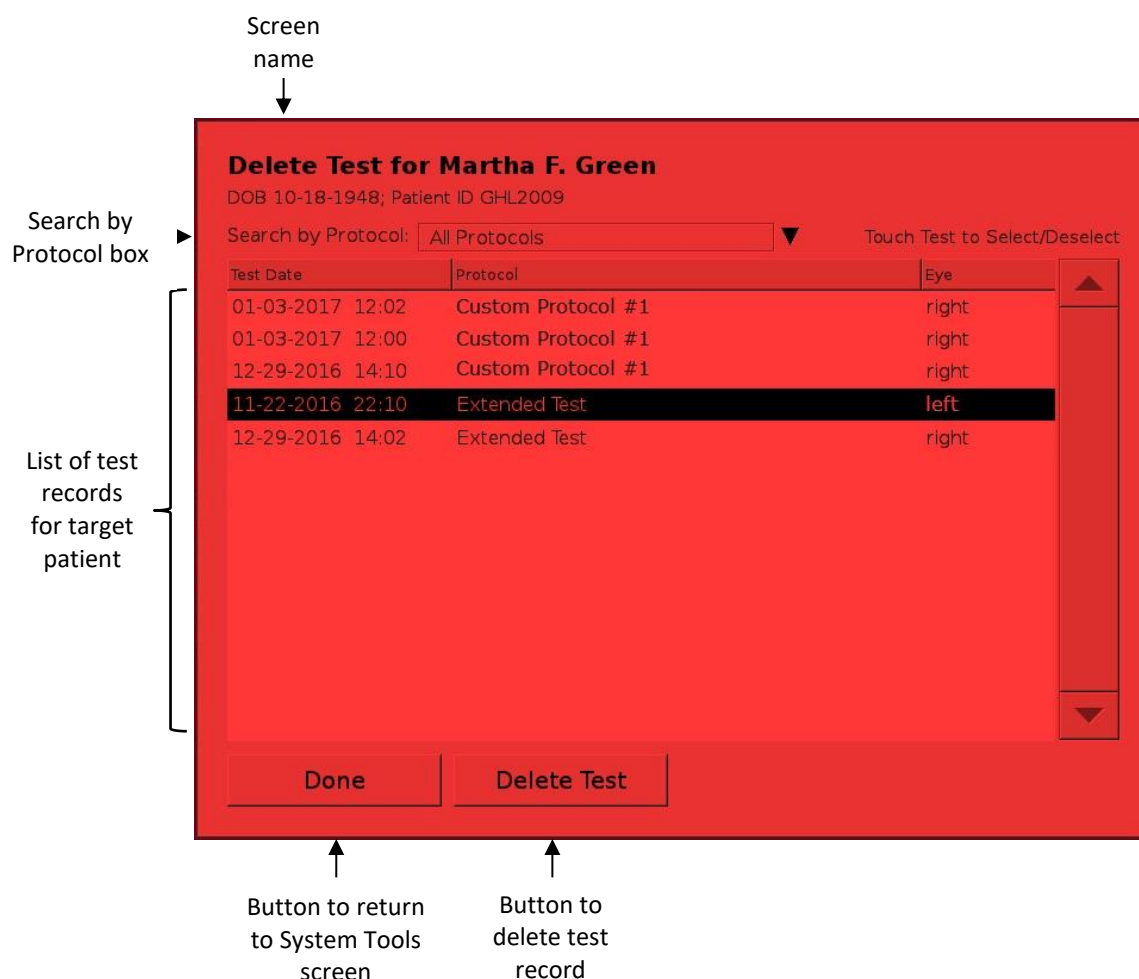 Screen
name
Delete Test for Martha F. Green
DOB 10-18-1948; Patient ID GHL2009
Search by
Protocol box
Search by Protocol: All Protocols Touch Test to Select/Deselect
Test Date Protocol Eye
01-03-2017 12:02 Custom Protocol #1 right
01-03-2017 12:00 Custom Protocol #1 right
12-29-2016 14:10 Custom Protocol #1 right
11-22-2016 22:10 Extended Test left
12-29-2016 14:02 Extended Test right
List of test
records
for target
patient
Done Delete Test
Button to return
to System Tools
screen
Button to
delete test
record